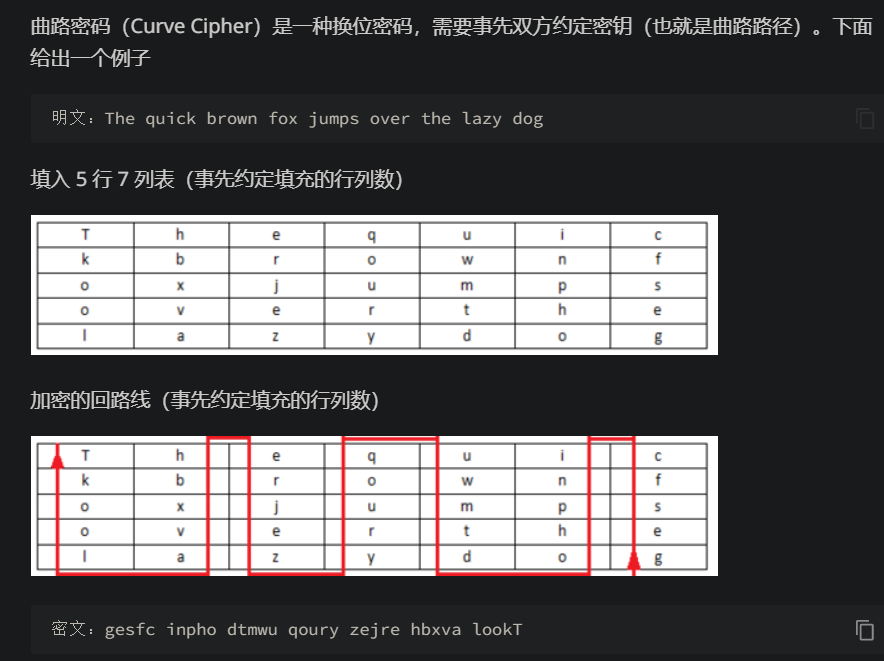 曲路密码（Curve Cipher）是一种换位密码，需要事先双方约定密钥（也就是曲路路径）。下面
给出一个例子
明文：The quick brown fox jumps over the lazy dog
填入 5 行 7 列表（事先约定填充的行列数）
T h e q u i c
k b r o w n f
o x j u m p s
o v e r t h e
l a z y d o g
加密的回路线（事先约定填充的行列数）
T h e q u i c
k b r o w n f
o x j u m p s
o v e r t h e
l a z y d o g
密文：gesfc inpho dtmwu qoury zejre hbxva lookT